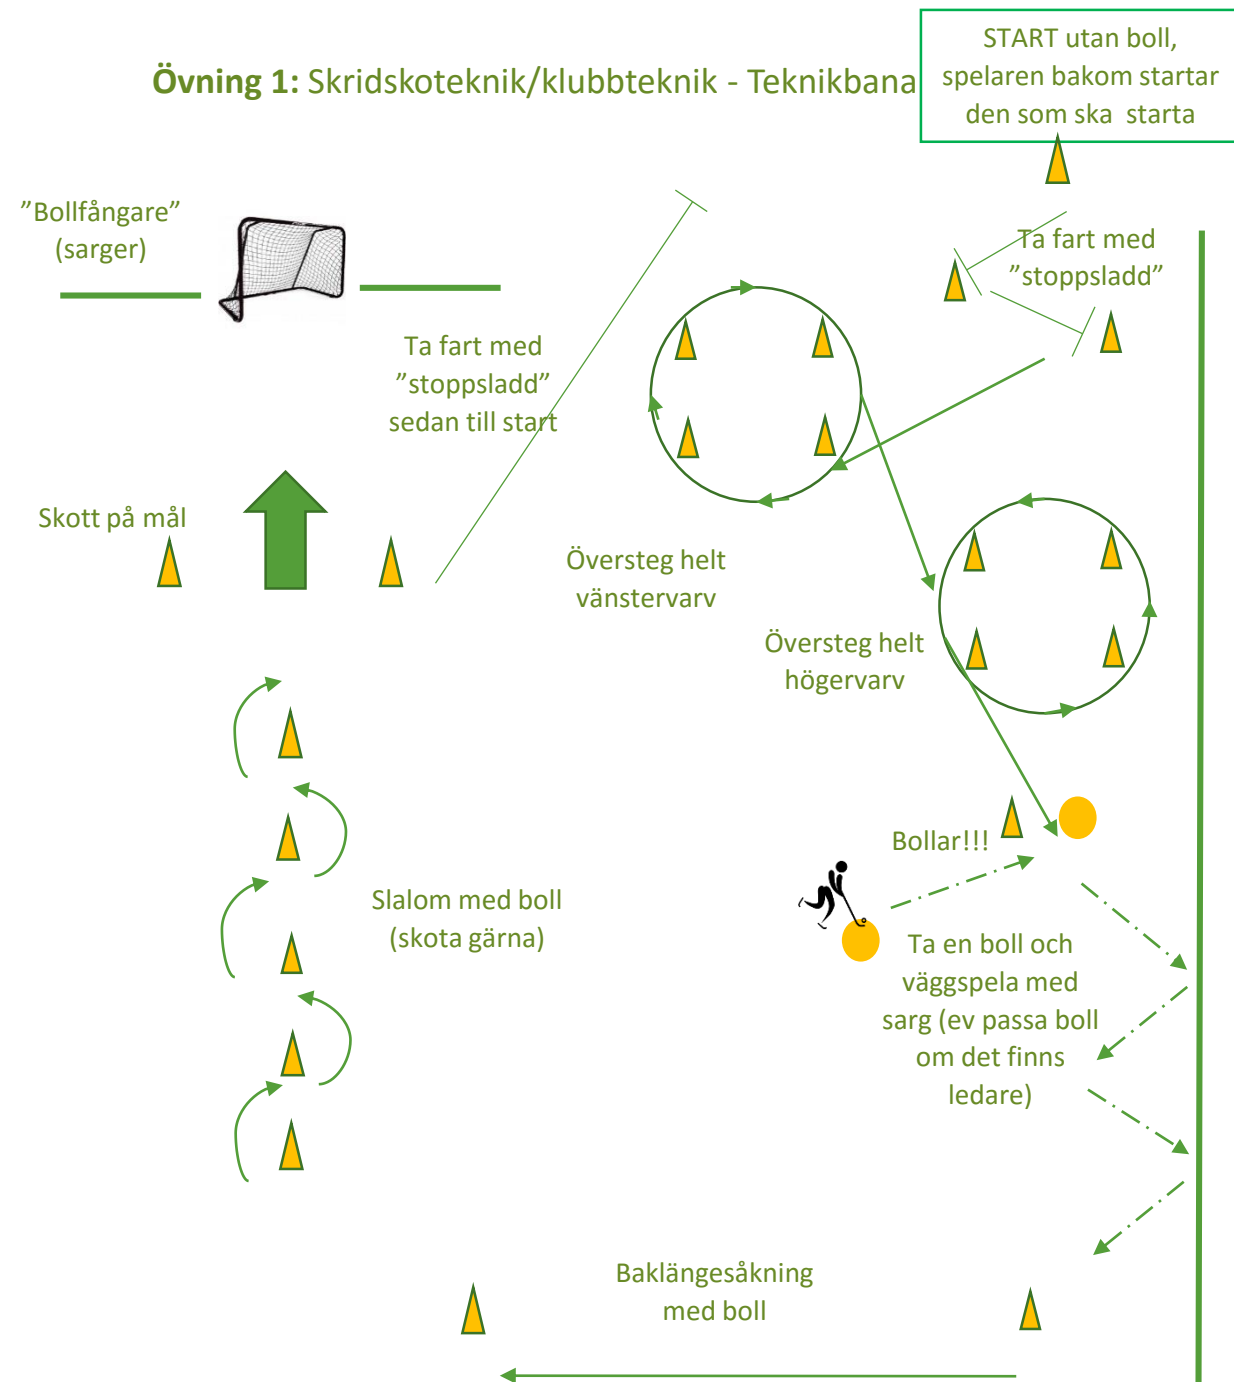 START utan boll,
spelaren bakom startar
den som ska  starta
Övning 1: Skridskoteknik/klubbteknik - Teknikbana
”Bollfångare”
(sarger)
Ta fart med
”stoppsladd”
Ta fart med
”stoppsladd”
sedan till start
Skott på mål
Översteg helt
vänstervarv
Översteg helt
högervarv
Bollar!!!
Slalom med boll
(skota gärna)
Ta en boll och
väggspela med
sarg (ev passa boll
om det finns
ledare)
Baklängesåkning
med boll